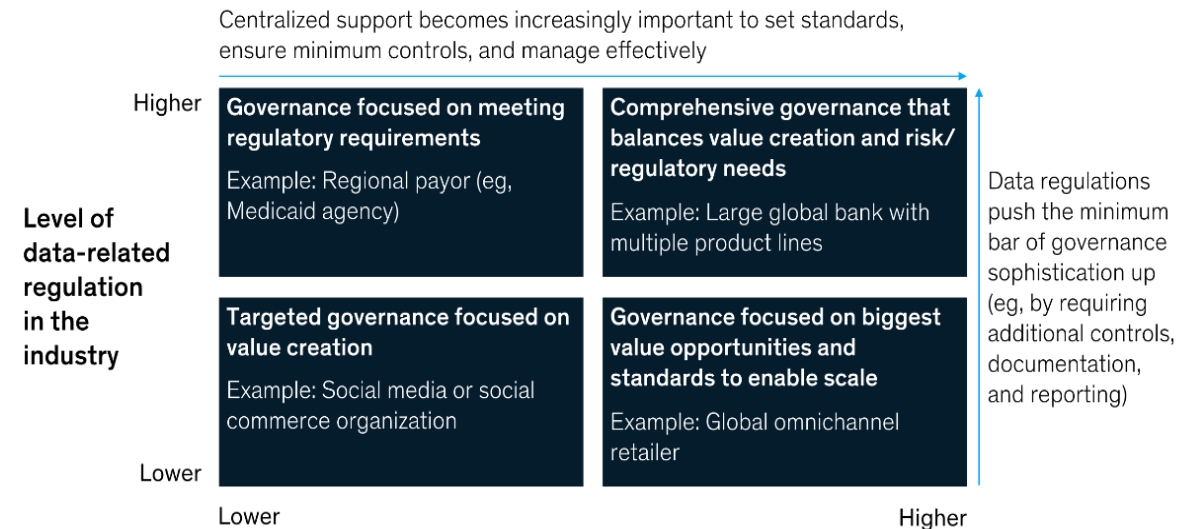 Centralized support becomes increasingly important to set standards,
ensure minimum controls, and manage effectively
Higher
Governance focused on meeting
regulatory requirements
Example: Regional payor (eg,
Medicaid agency)
Comprehensive governance that
balances value creation and risk/
regulatory needs
Example: Large global bank with
multiple product lines
Level of
data-related
regulation
in the
industry
Data regulations
push the minimum
bar of governance
sophistication up
(eg, by requiring
additional controls,
documentation,
and reporting)
Targeted governance focused on
value creation
Example: Social media or social
commerce organization
Governance focused on biggest
value opportunities and
standards to enable scale
Example: Global omnichannel
retailer
Lower
Lower
Higher